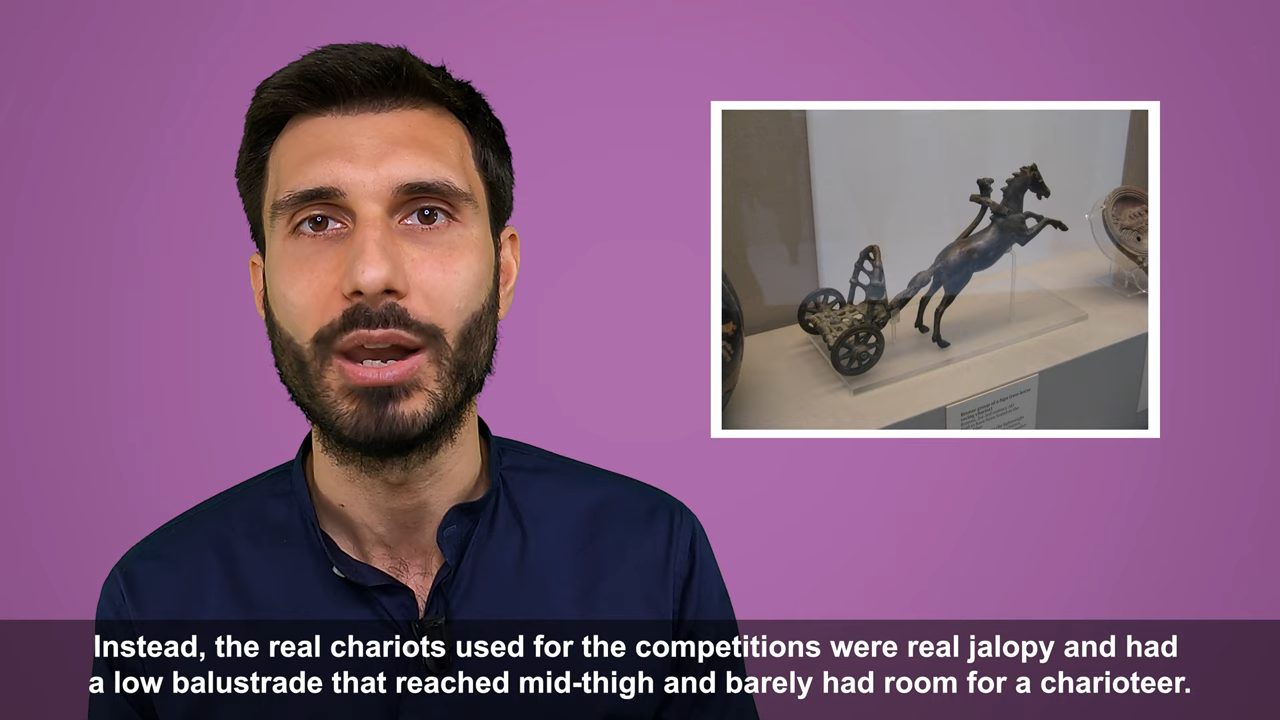 Instead, the real chariots used for the competitions were real jalopy and had
a low balustrade that reached mid-thigh and barely had room for a charioteer.